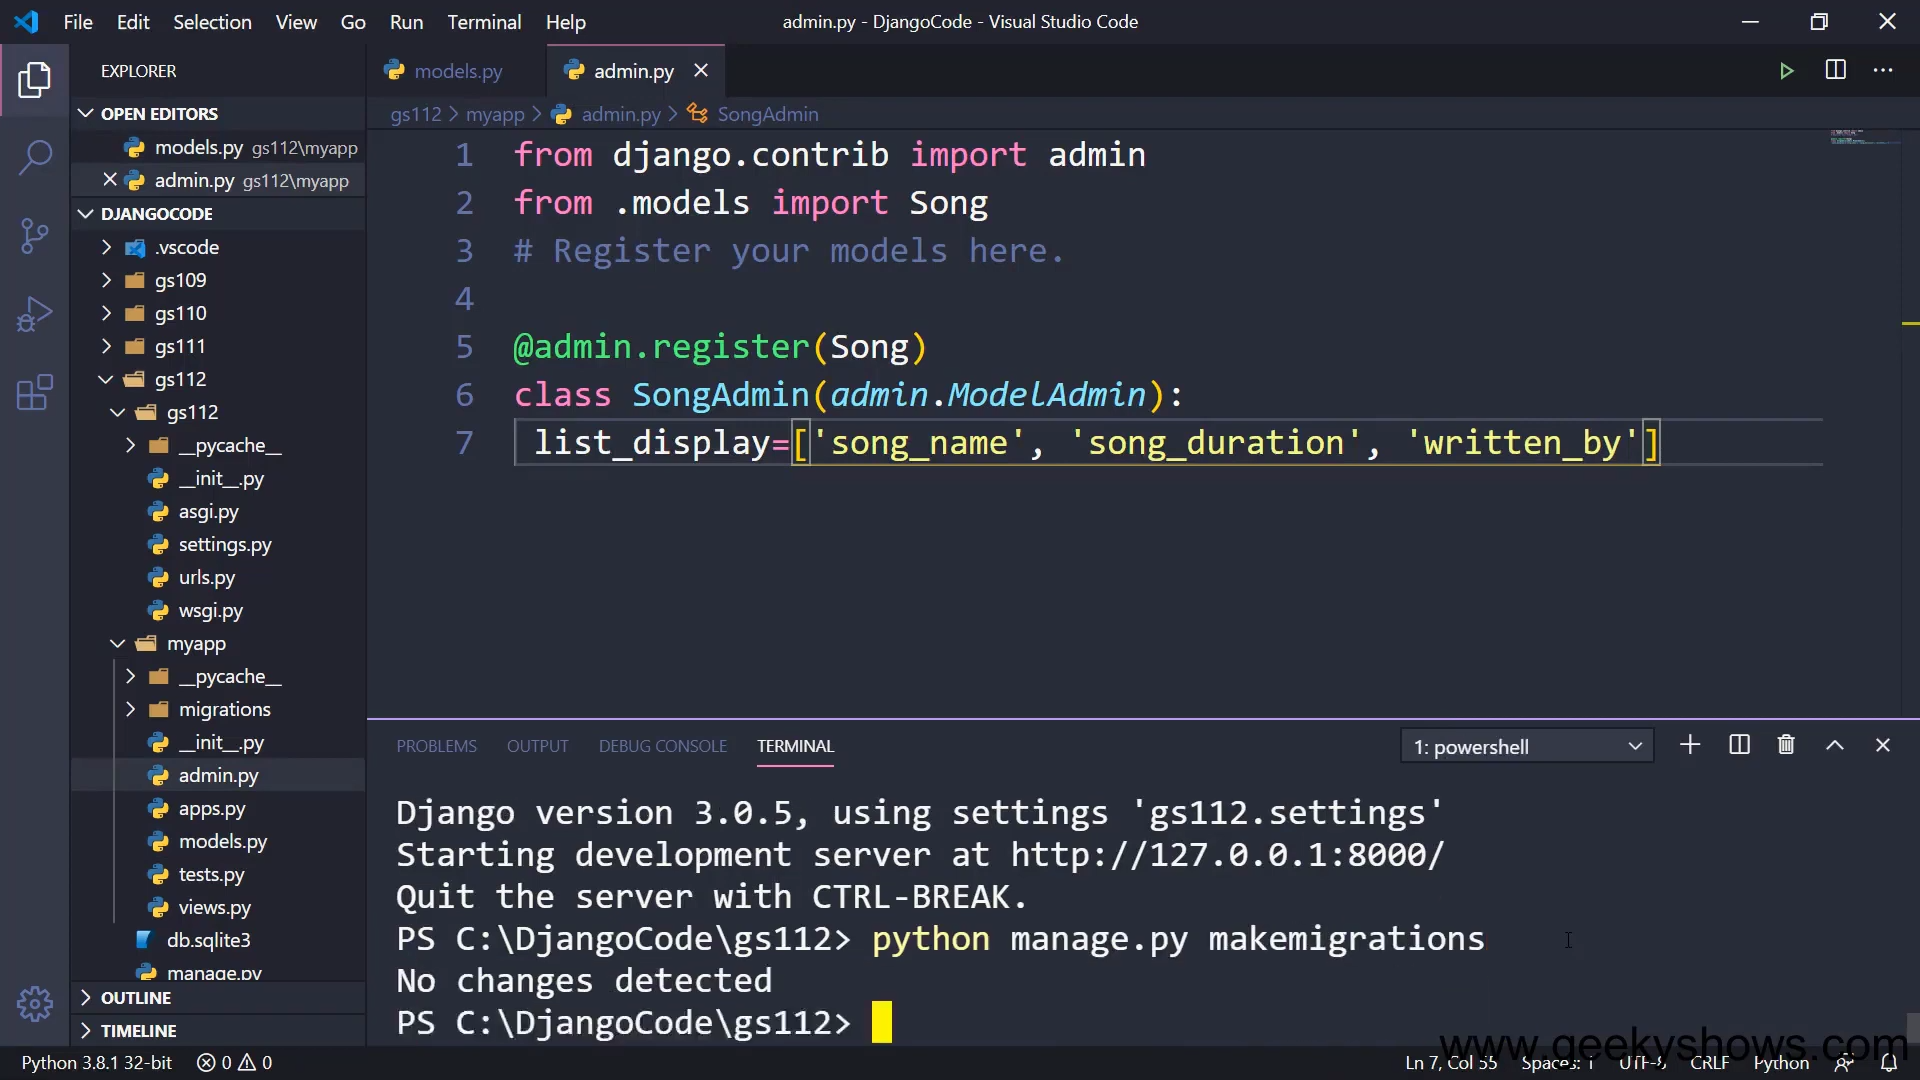 File Edit Selection View Go Run Terminal Help
admin.py - DjangoCode - Visual Studio Code
EXPLORER
OPEN EDITORS
models.py gs112\myapp
admin.py gs112\myapp
DJANGOCODE
.vscode
gs109
gs110
gs111
gs112
gs112
__pycache__
__init__.py
asgi.py
settings.py
urls.py
wsgi.py
myapp
__pycache__
migrations
__init__.py
admin.py
apps.py
models.py
tests.py
views.py
db.sqlite3
manage.py
OUTLINE
TIMELINE
models.py admin.py
gs112 > myapp > admin.py > SongAdmin
1 from django.contrib import admin
2 from .models import Song
3 # Register your models here.
4
5 @admin.register(Song)
6 class SongAdmin(admin.ModelAdmin):
7 list_display=['song_name', 'song_duration', 'written_by']
PROBLEMS OUTPUT DEBUG CONSOLE TERMINAL
1: powershell
Django version 3.0.5, using settings 'gs112.settings'
Starting development server at http://127.0.0.1:8000/
Quit the server with CTRL-BREAK.
PS C:\DjangoCode\gs112> python manage.py makemigrations
No changes detected
PS C:\DjangoCode\gs112>
www.geekyshows.com
Python 3.8.1 32-bit 0 0
Ln 7, Col 55 Spaces: 1 UTF-8 CRLF Python